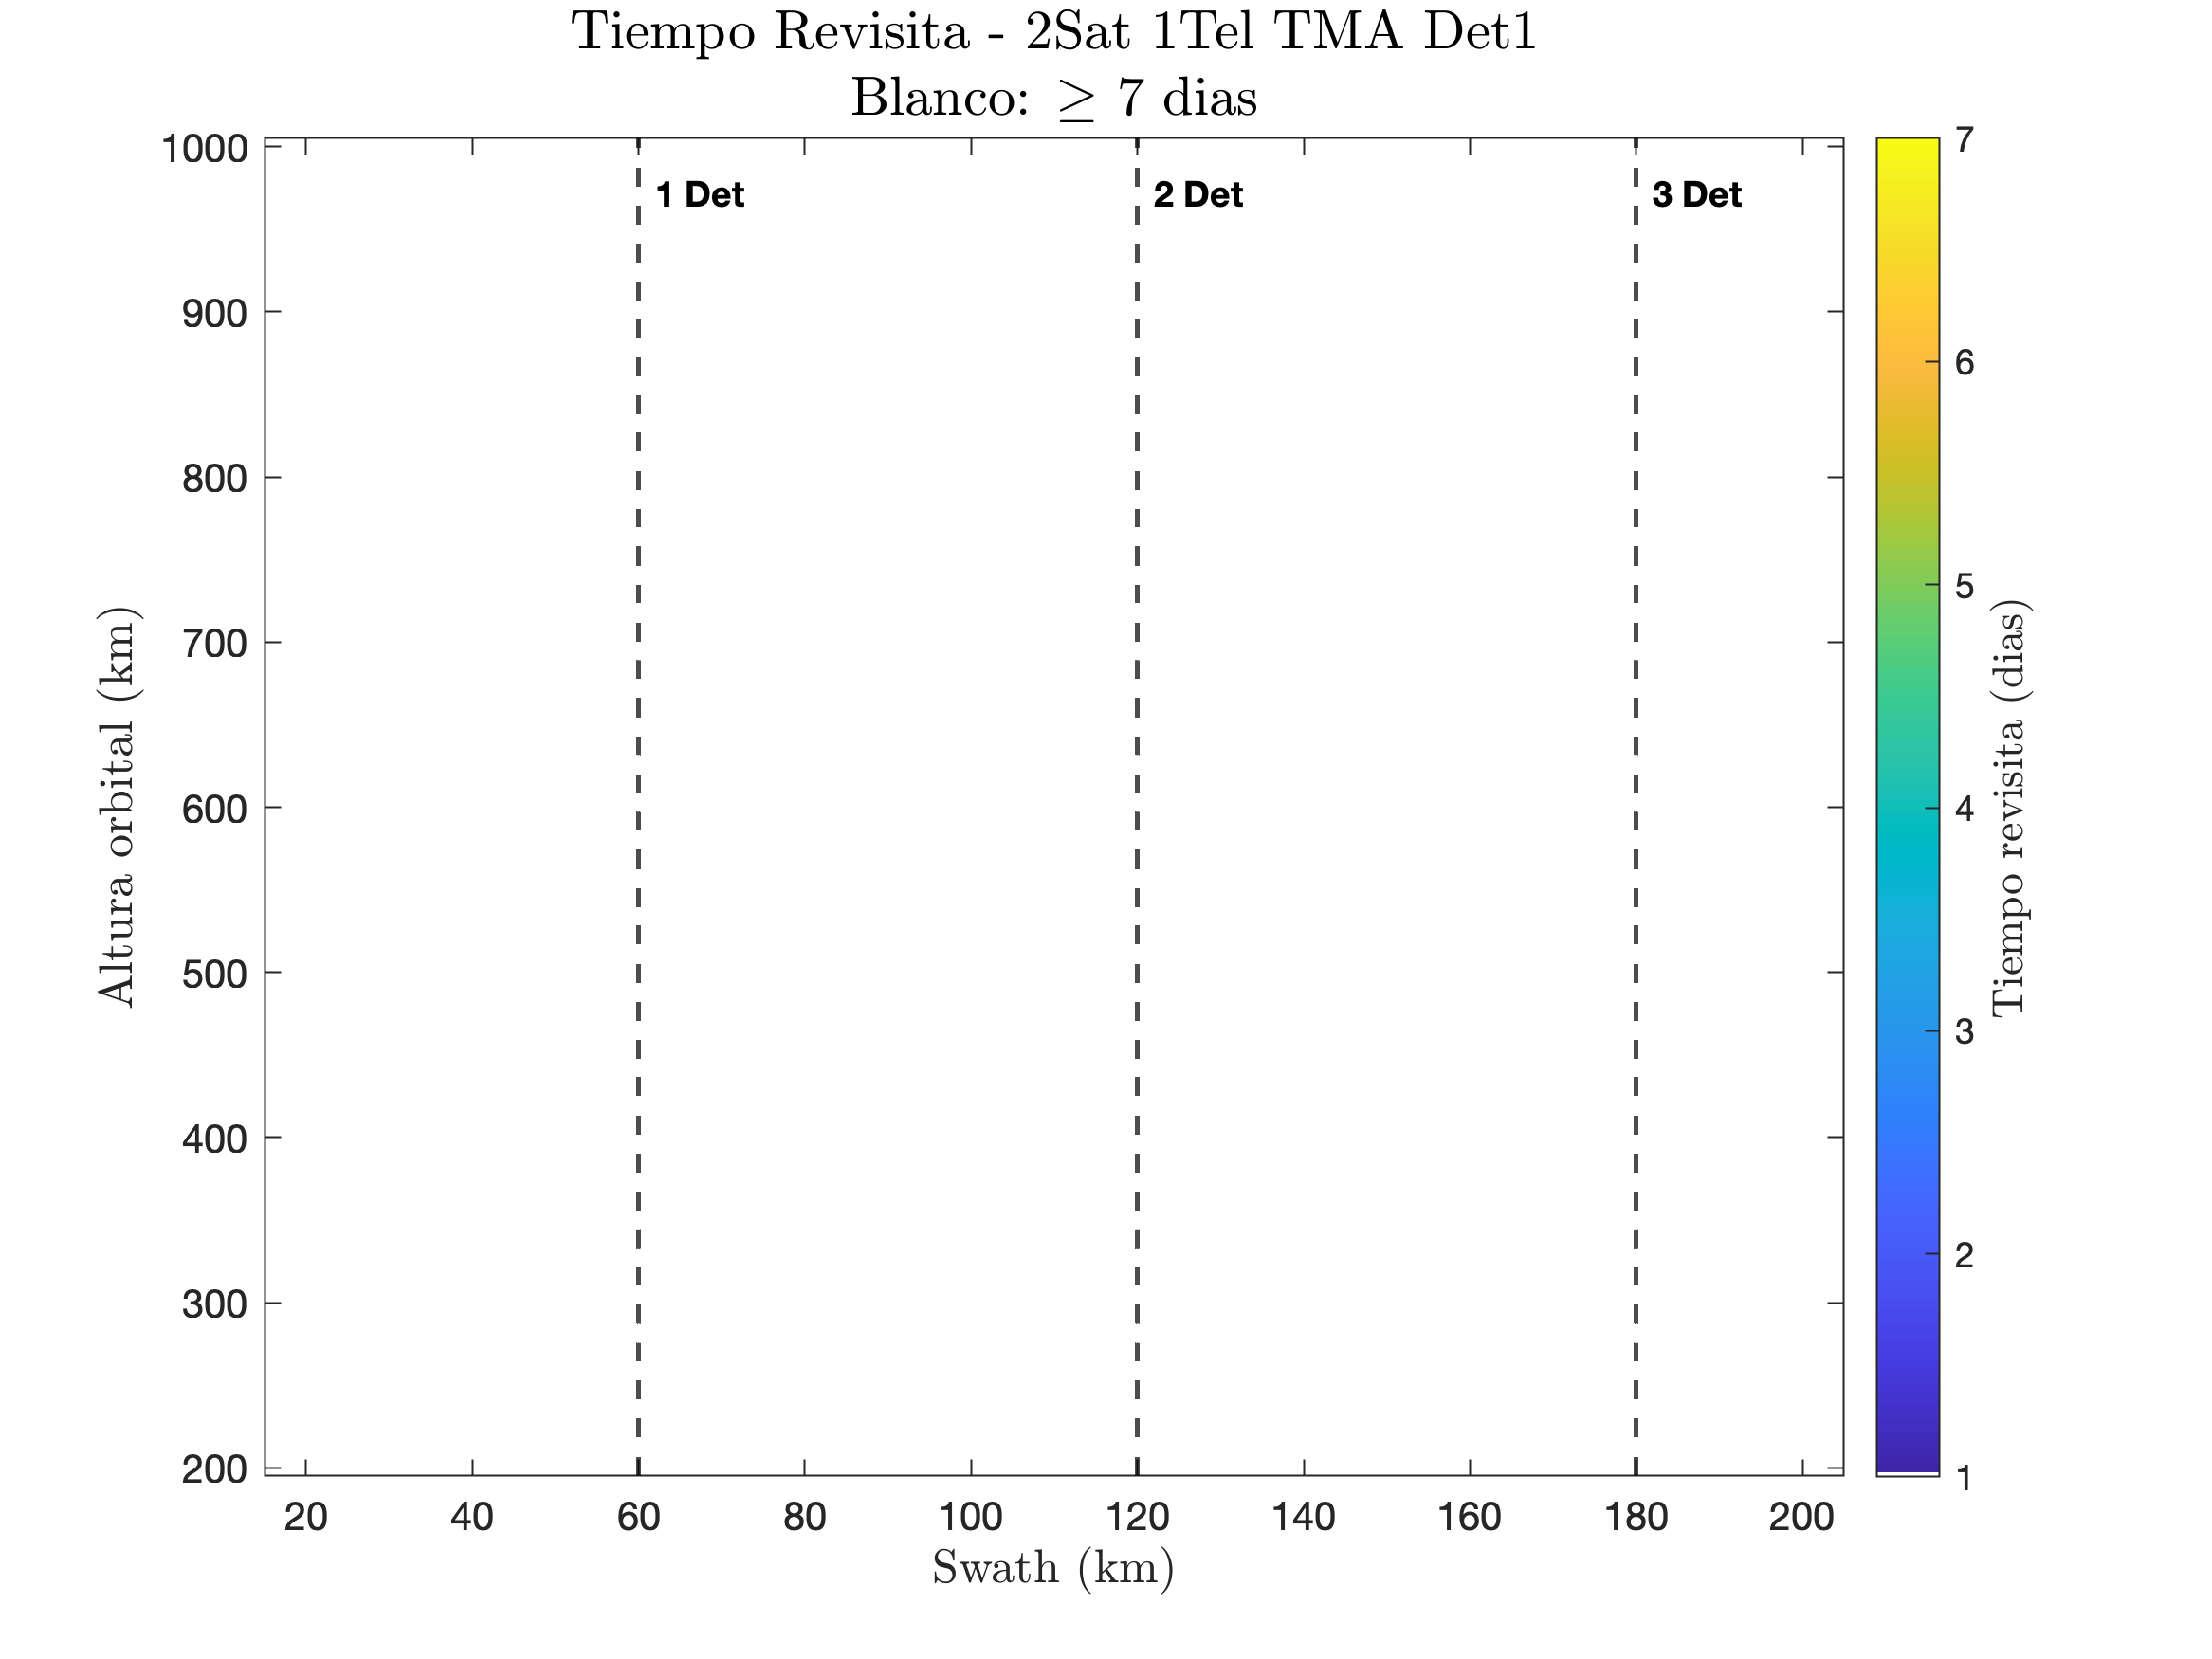 Tiempo Revisita - 2Sat 1Tel TMA Det1
Blanco: ≥ 7 dias
1 Det
2 Det
3 Det
Altura orbital (km)
1000
900
800
700
600
500
400
300
200
20 40 60 80 100 120 140 160 180 200
Swath (km)
7
6
5
4
3
2
1
Tiempo revisita (dias)